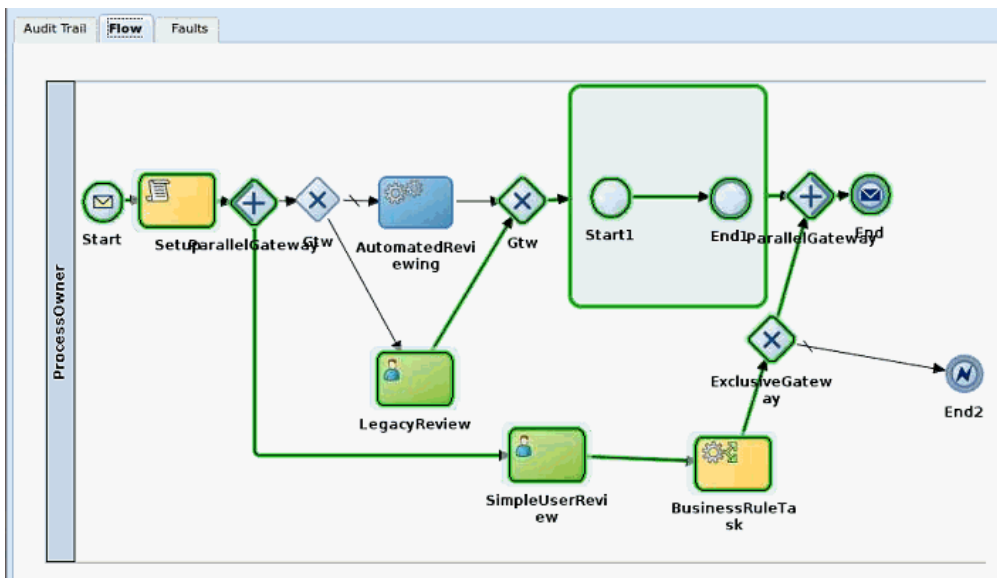 Audit Trail
Flow
Faults
ProcessOwner
Start
Setup
ParallelGateway
Gtw
AutomatedRevi
ewing
Gtw
Start1
End1
ParallelGateway
End
LegacyReview
ExclusiveGatew
ay
End2
SimpleUserRevi
ew
BusinessRuleTa
sk